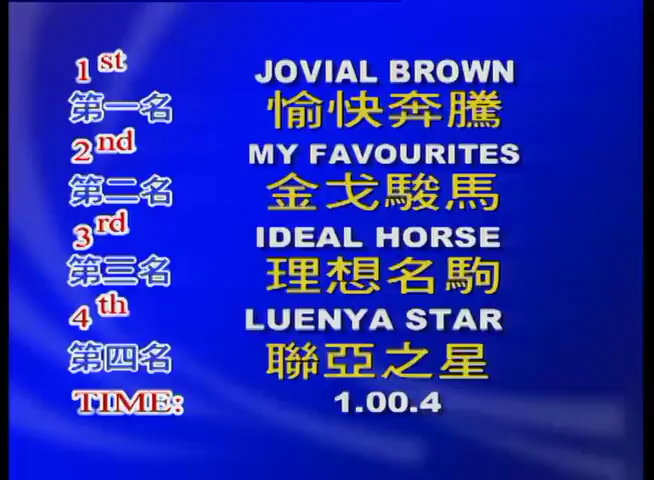 1st JOVIAL BROWN
第一名 愉快奔騰
2nd MY FAVOURITES
第二名 金戈駿馬
3rd IDEAL HORSE
第三名 理想名駒
4th LUENYA STAR
第四名 聯亞之星
TIME: 1.00.4